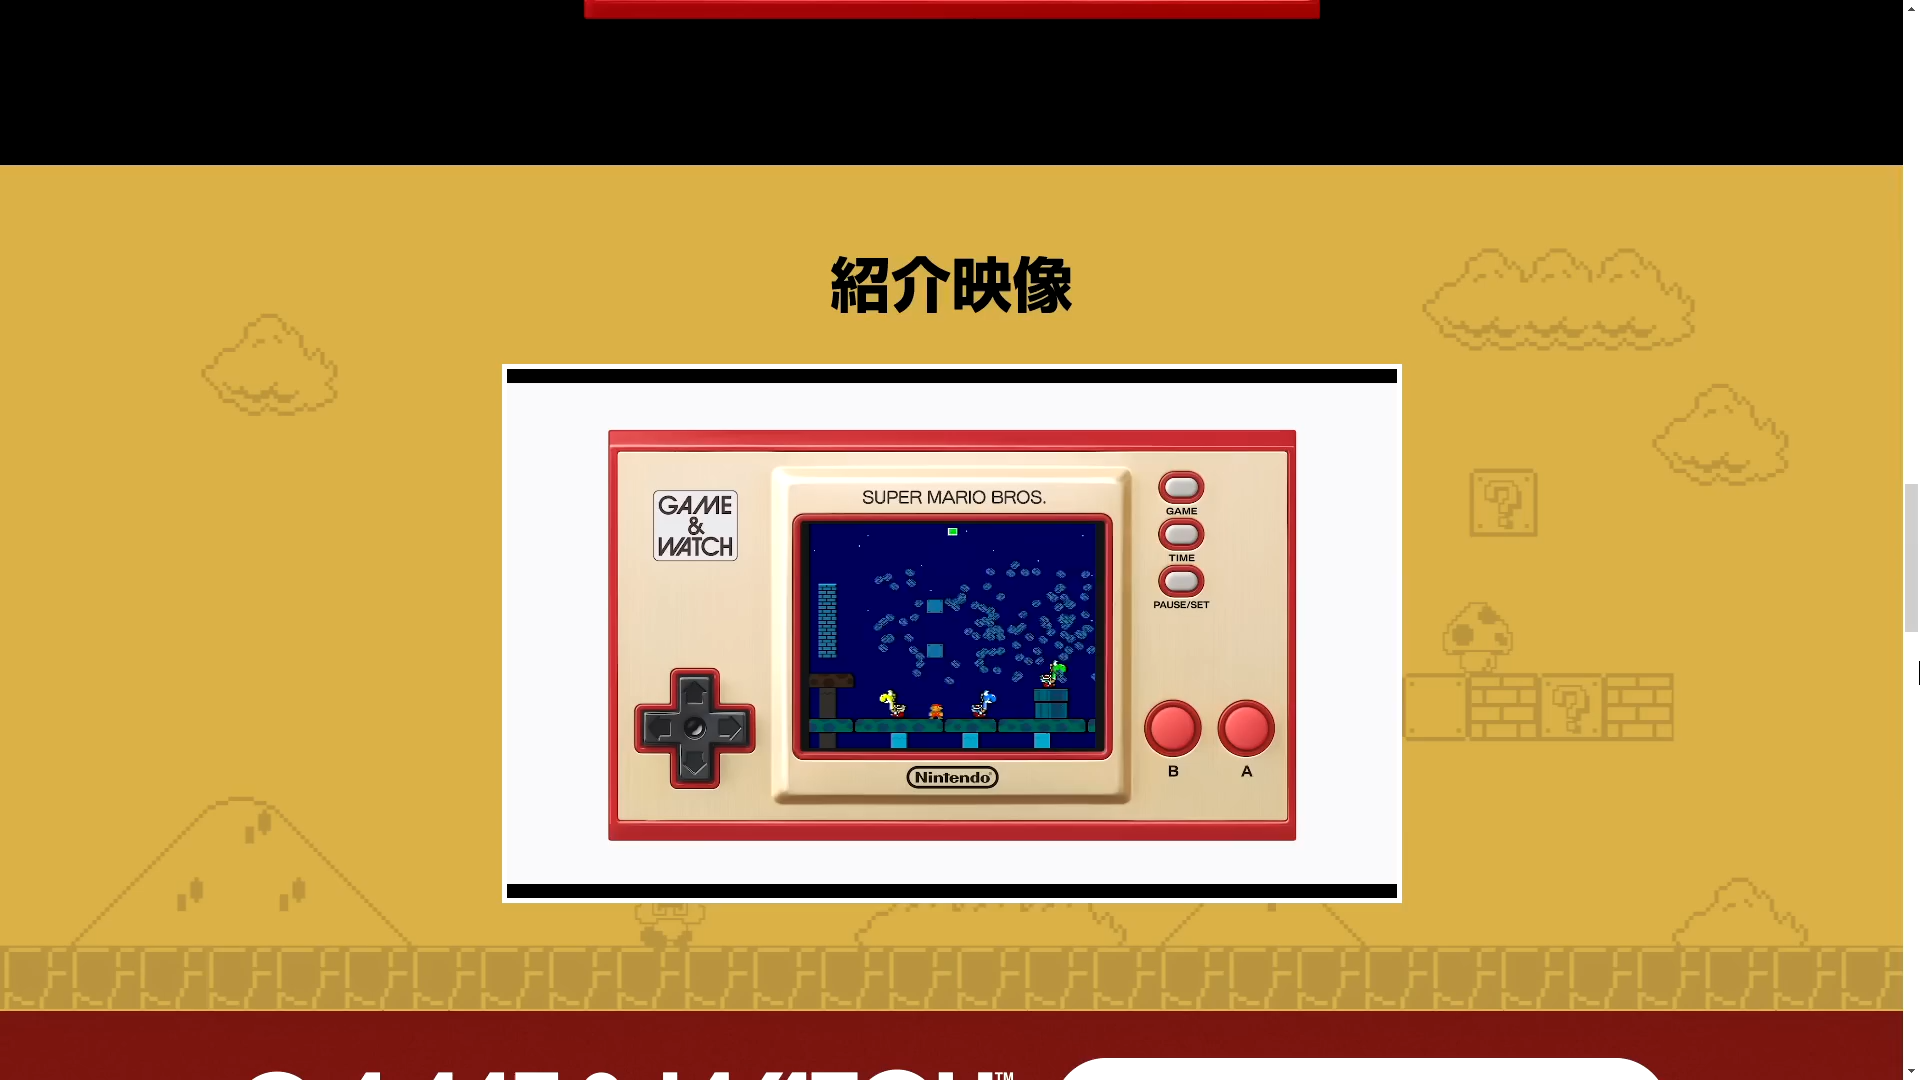 紹介映像
SUPER MARIO BROS.
GAME
&
WATCH
GAME
TIME
PAUSE/SET
Nintendo
B
A